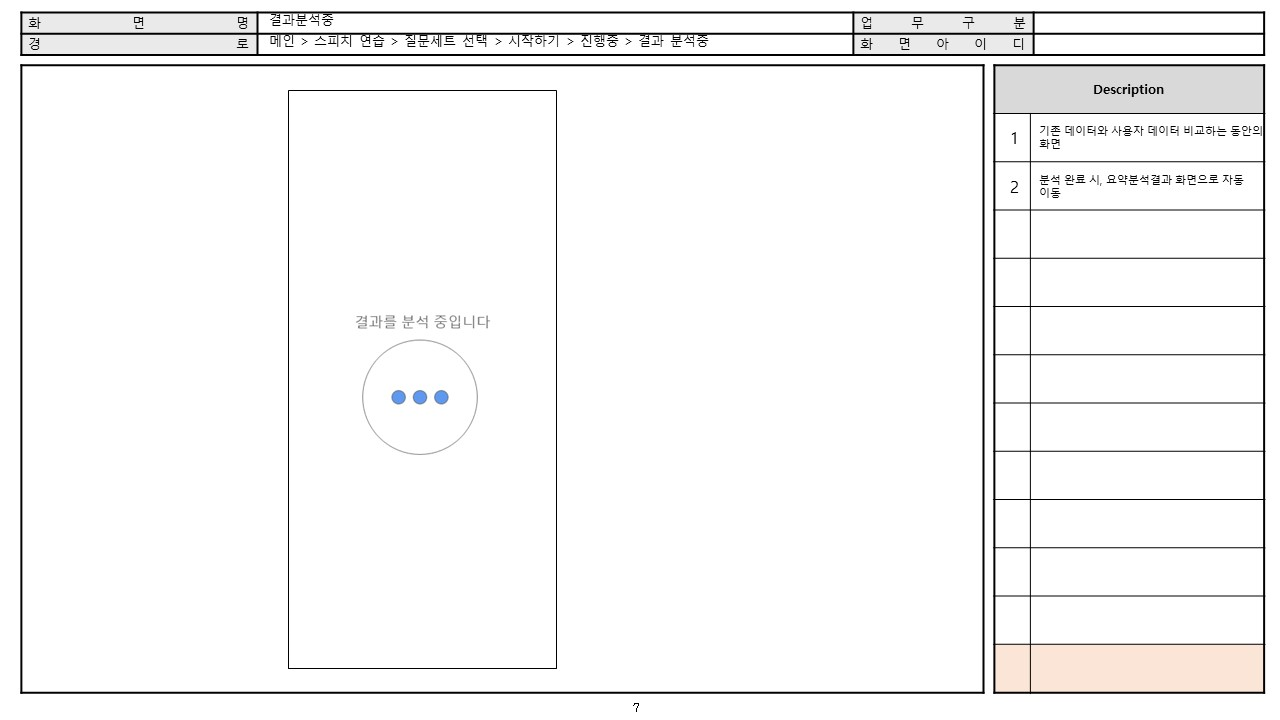 화 면 명 결과분석중 업 무 구 분
경 로 메인 > 스피치 연습 > 질문세트 선택 > 시작하기 > 진행중 > 결과 분석중 화 면 아 이 디
결과를 분석 중입니다
Description
1 기존 데이터와 사용자 데이터 비교하는 동안의
화면
2 분석 완료 시, 요약분석결과 화면으로 자동
이동
7